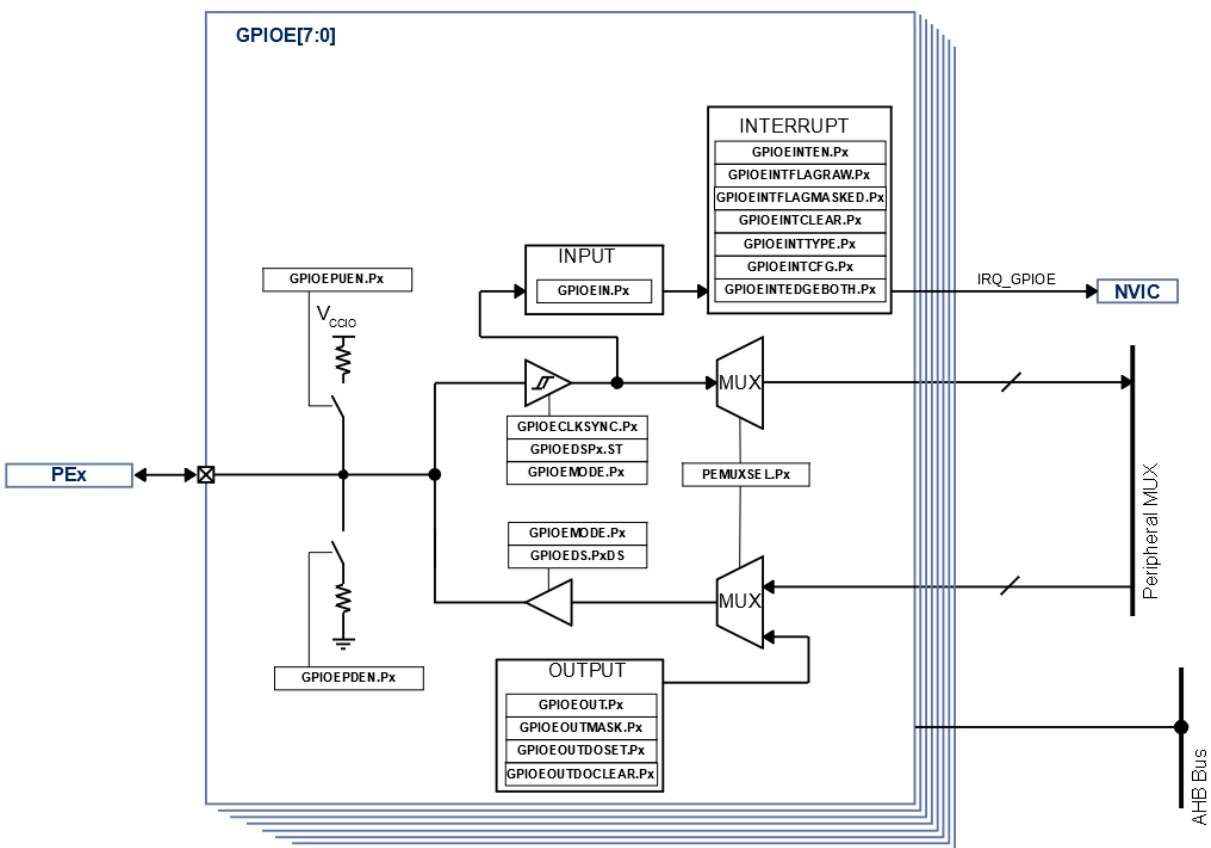 GPIOE[7:0]
INTERRUPT
GPIOEINTEN.Px
GPIOEINTFLAGRAW.Px
GPIOEINTFLAGMASKED.Px
GPIOEINTCLEAR.Px
GPIOEINTTYPE.Px
GPIOEINTCFG.Px
GPIOEINTEDGEBOTH.Px
INPUT
GPIOEIN.Px
IRQ_GPIOE
NVIC
GPIOEPUEN.Px
VCCIO
MUX
GPIOECLKSYNC.Px
GPIOEDSPx.ST
GPIOEMODE.Px
PEx
PEMUXSEL.Px
Peripheral MUX
GPIOEMODE.Px
GPIOEDS.PxDS
MUX
GPIOEPDEN.Px
OUTPUT
GPIOEOUT.Px
GPIOEOUTMASK.Px
GPIOEOUTDOSET.Px
GPIOEOUTDOCLEAR.Px
AHB Bus